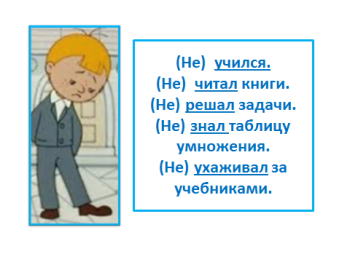 (Не) учился.
(Не) читал книги.
(Не) решал задачи.
(Не) знал таблицу
умножения.
(Не) ухаживал за
учебниками.